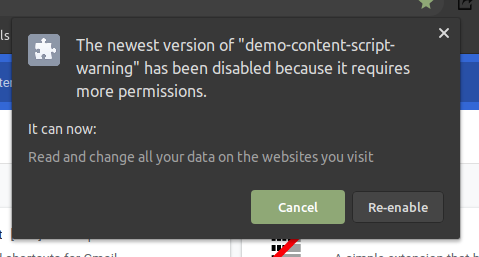 ls
The newest version of "demo-content-script-
warning" has been disabled because it requires
more permissions.
It can now:
Read and change all your data on the websites you visit
Cancel
Re-enable